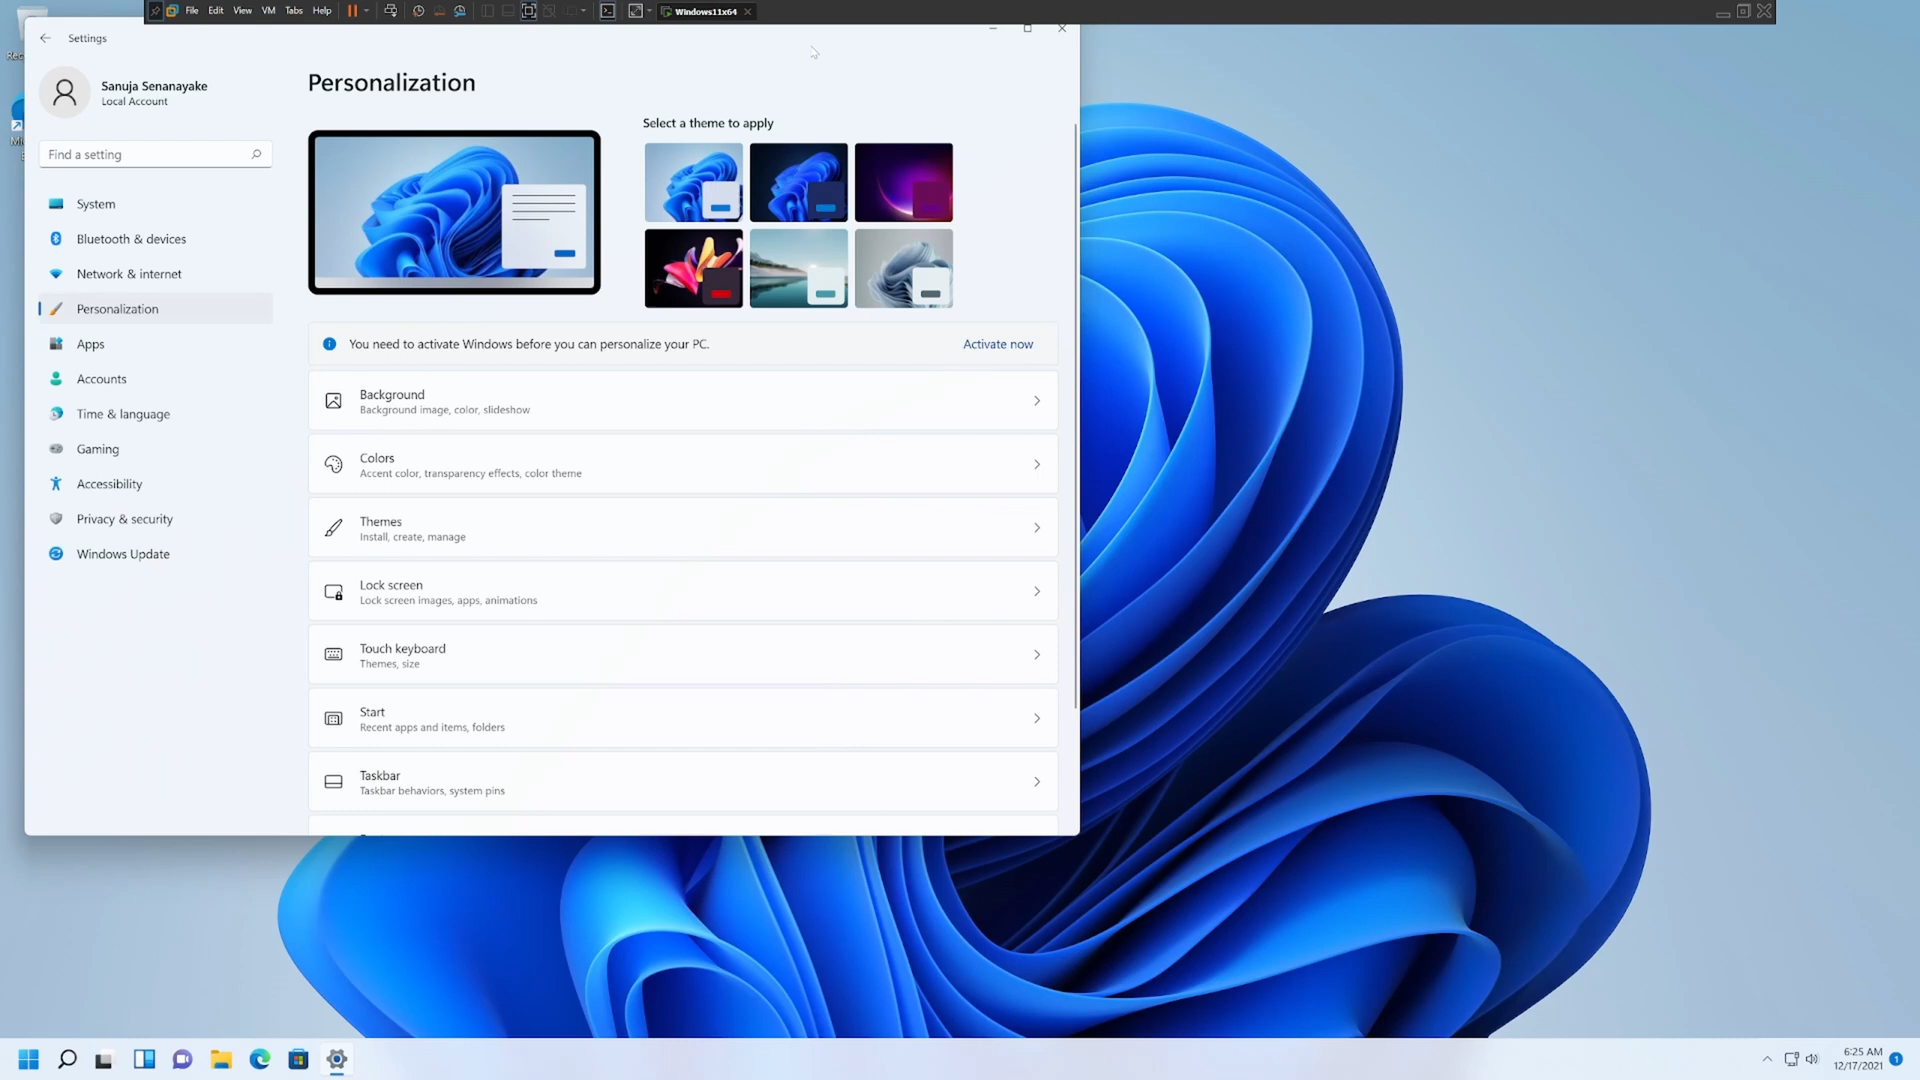 File Edit View VM Tabs Help
Windows11x64
Settings
Sanuja Senanayake
Local Account
Find a setting
System
Bluetooth & devices
Network & internet
Personalization
Apps
Accounts
Time & language
Gaming
Accessibility
Privacy & security
Windows Update
Personalization
Select a theme to apply
You need to activate Windows before you can personalize your PC.
Activate now
Background
Background image, color, slideshow
Colors
Accent color, transparency effects, color theme
Themes
Install, create, manage
Lock screen
Lock screen images, apps, animations
Touch keyboard
Themes, size
Start
Recent apps and items, folders
Taskbar
Taskbar behaviors, system pins
6:25 AM
12/17/2021
1